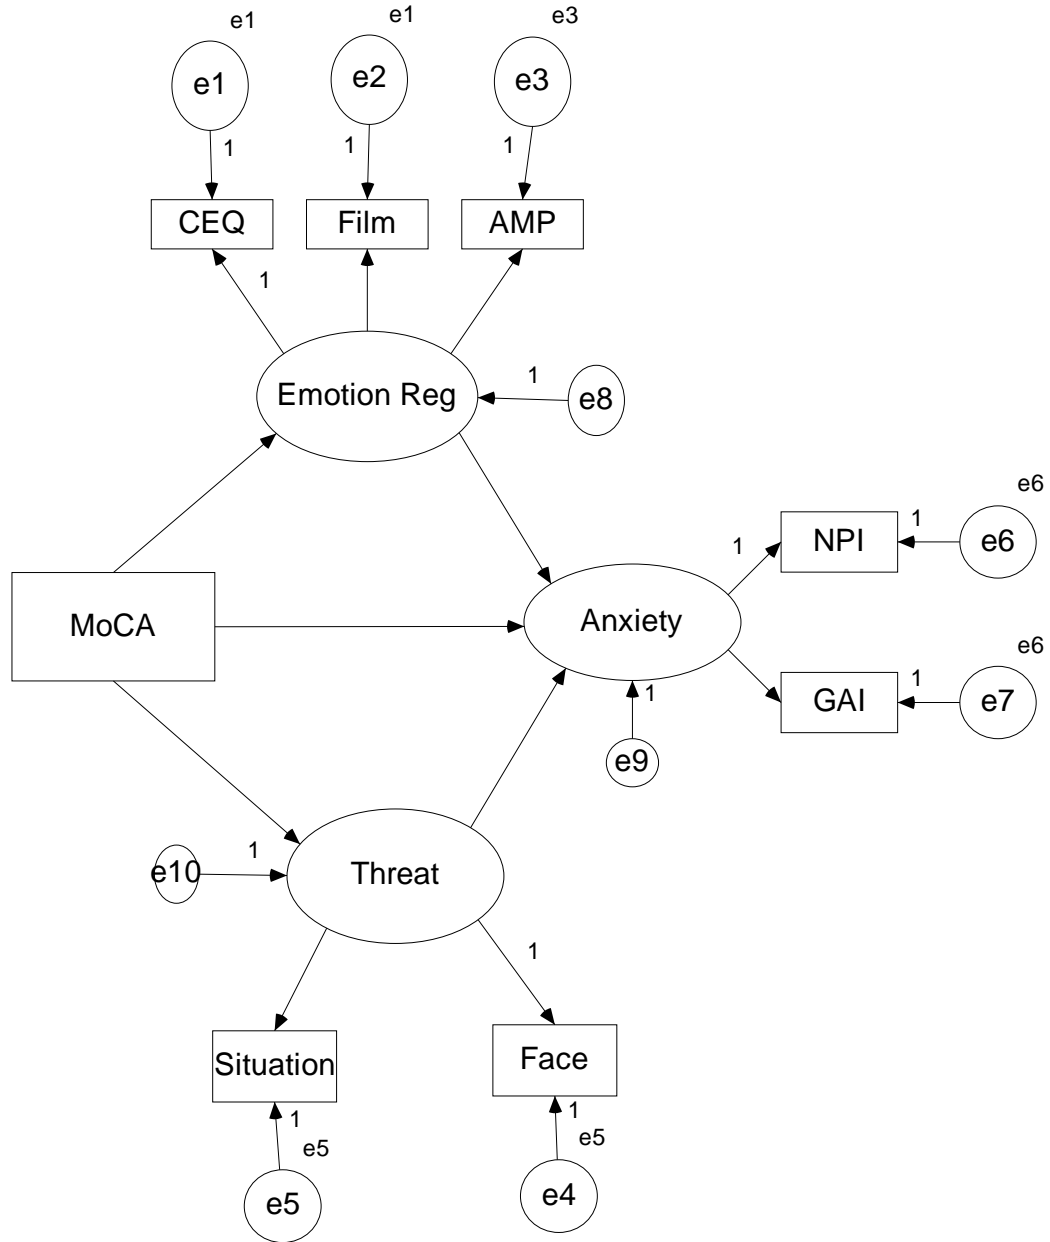 e1
e1
e3
e1
e2
e3
1
1
1
CEQ
Film
AMP
1
Emotion Reg
1
e8
e6
NPI
1
e6
1
MoCA
Anxiety
e6
GAI
1
e7
1
e9
Threat
1
e10
1
Situation
Face
1
e5
1
e5
e5
e4